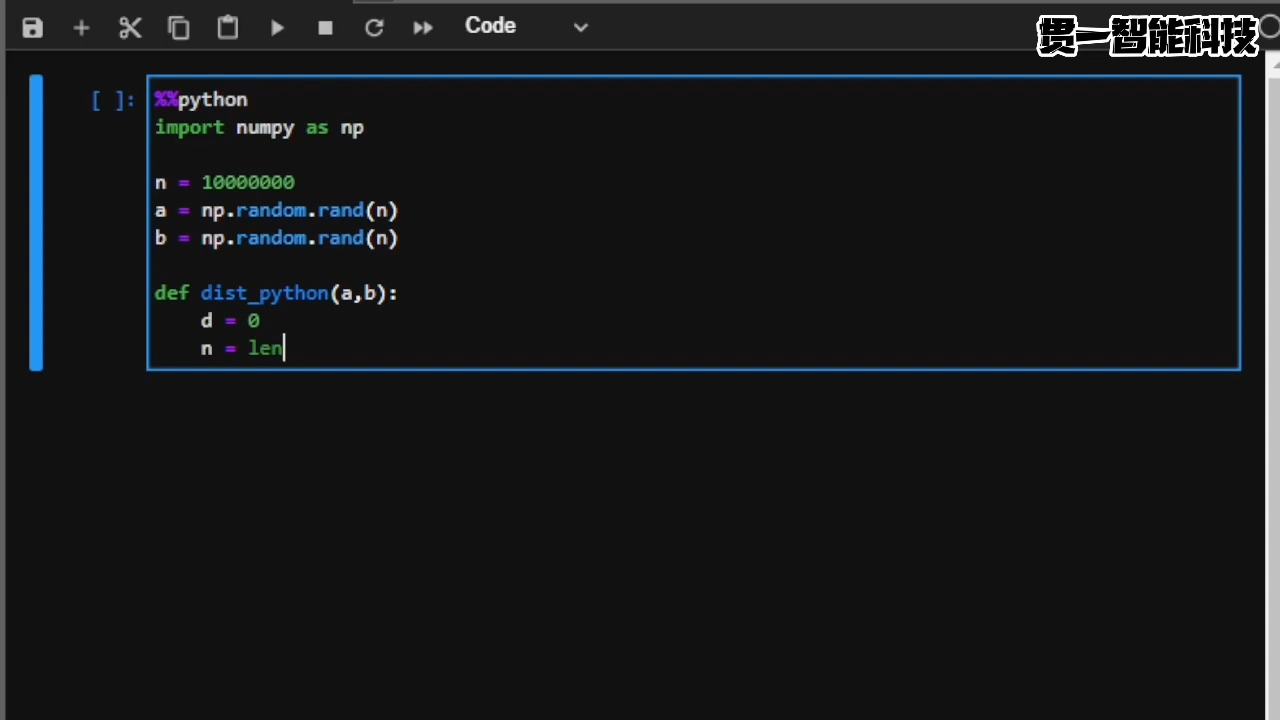 Code
贯一智能科技
[ ]:
%%python
import numpy as np
n = 10000000
a = np.random.rand(n)
b = np.random.rand(n)
def dist_python(a,b):
    d = 0
    n = len